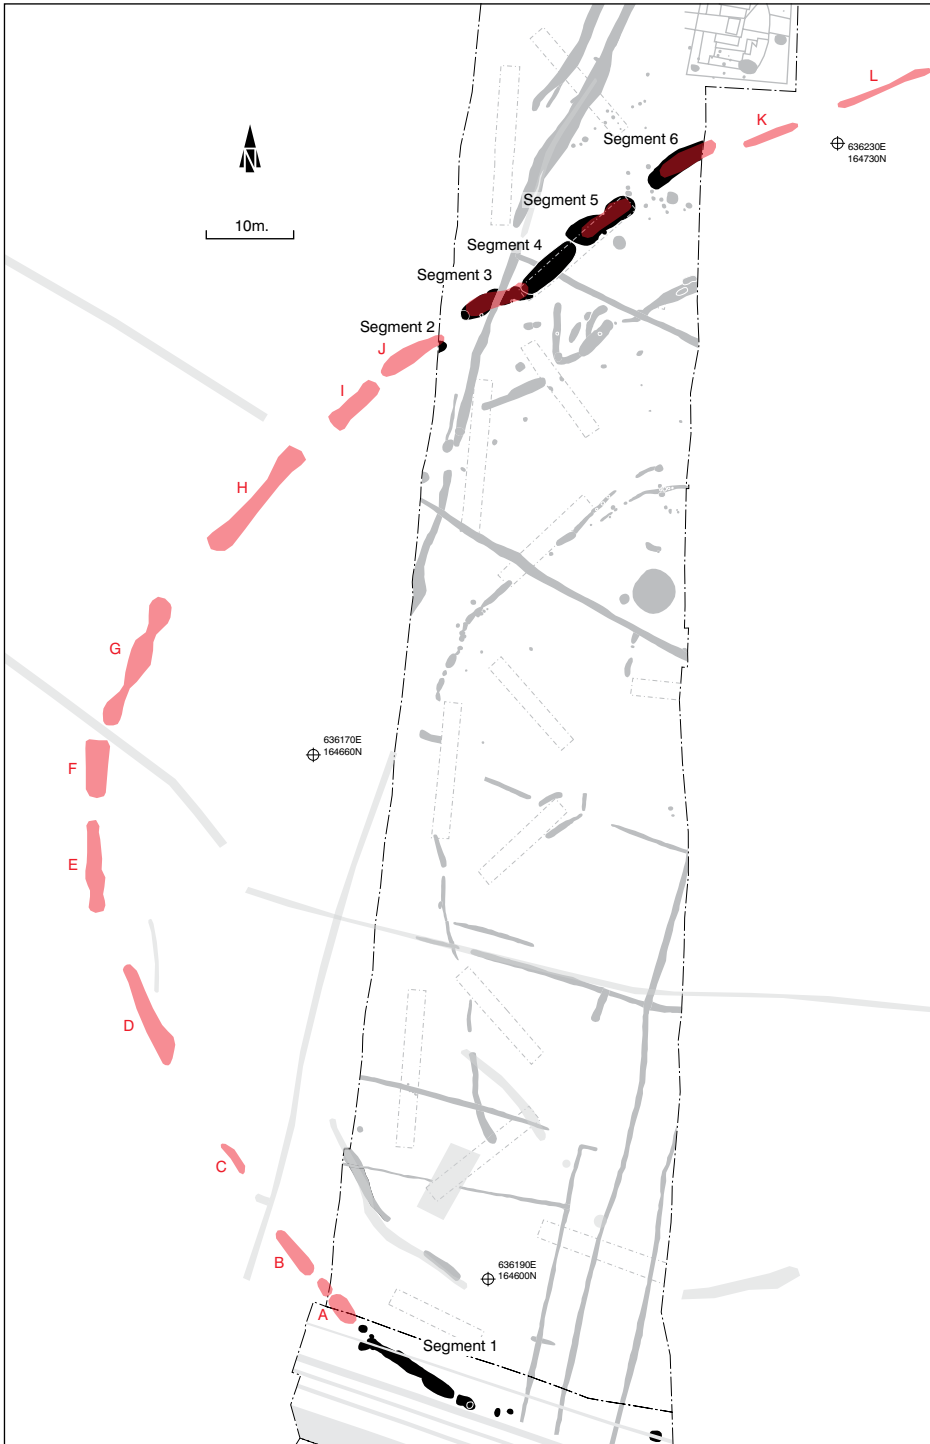 L
K
636230E
164730N
N
Segment 6
Segment 5
10m.
Segment 4
Segment 3
Segment 2
J
I
H
G
636170E
164660N
F
E
D
C
B
636190E
164600N
A
Segment 1